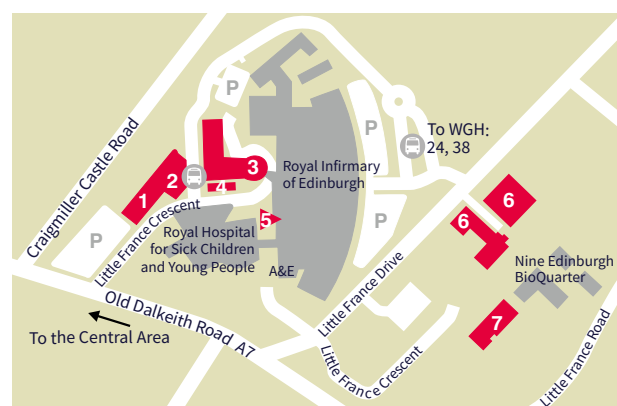 Craigmiller Castle Road
P
P
To WGH:
24, 38
3
Royal Infirmary
of Edinburgh
2
4
1
6
6
5
P
P
Little France Crescent
Royal Hospital
for Sick Children
and Young People
A&E
Little France Drive
Nine Edinburgh
BioQuarter
Old Dalkeith Road A7
To the Central Area
7
Little France Crescent
Little France Road